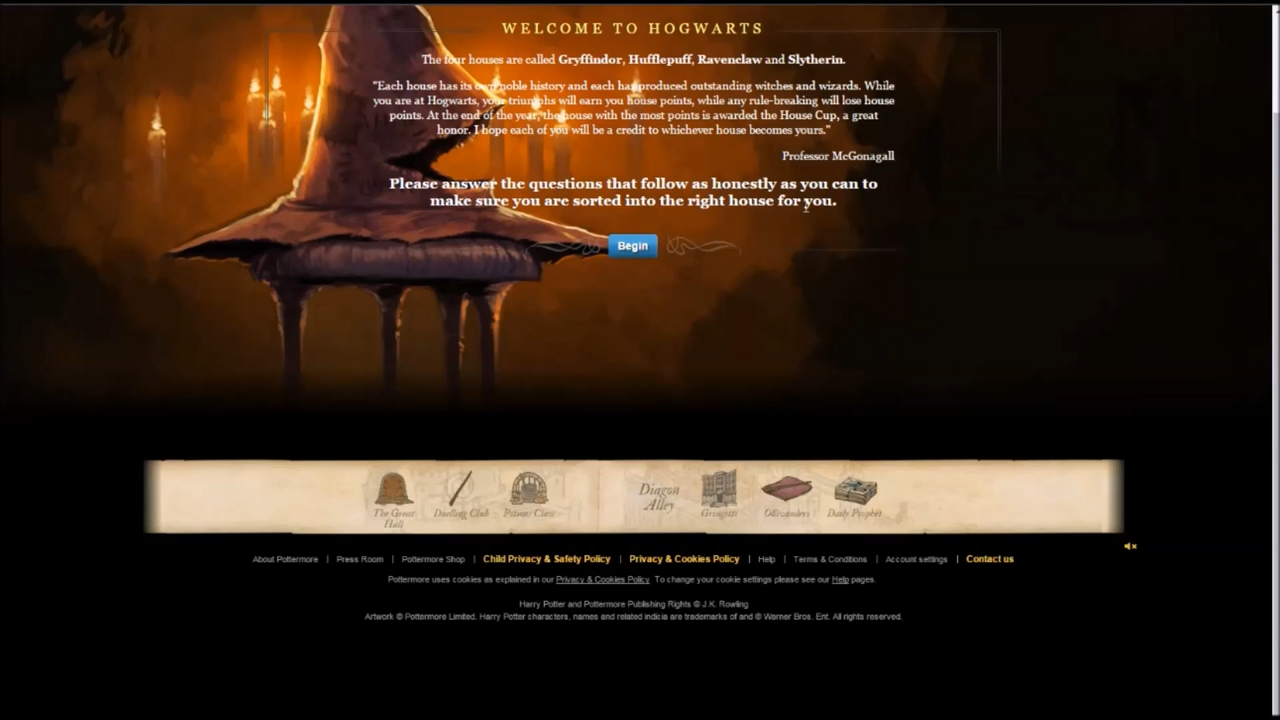 WELCOME TO HOGWARTS
The four houses are called Gryffindor, Hufflepuff, Ravenclaw and Slytherin.
"Each house has its own noble history and each has produced outstanding witches and wizards. While
you are at Hogwarts, your triumphs will earn you house points, while any rule-breaking will lose house
points. At the end of the year, the house with the most points is awarded the House Cup, a great
honor. I hope each of you will be a credit to whichever house becomes yours."
Professor McGonagall
Please answer the questions that follow as honestly as you can to
make sure you are sorted into the right house for you.
Begin
The Great Hall
Duelling Club
Potions Class
Diagon Alley
Gringotts
Ollivanders
Daily Prophet
About Pottermore | Press Room | Pottermore Shop | Child Privacy & Safety Policy | Privacy & Cookies Policy | Help | Terms & Conditions | Account settings | Contact us
Pottermore uses cookies as explained in our Privacy & Cookies Policy. To change your cookie settings please see our Help pages.
Harry Potter and Pottermore Publishing Rights © J.K. Rowling
Artwork © Pottermore Limited. Harry Potter characters, names and related indicia are trademarks of and © Warner Bros. Ent. All rights reserved.